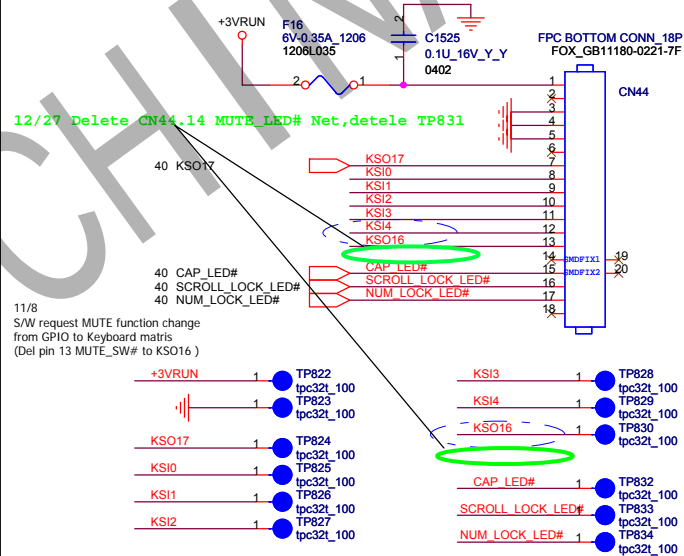 +3VRUN
F16
6V-0.35A_1206
1206L035
2
1
2
1
C1525
0.1U_16V_Y_Y
0402
FPC BOTTOM CONN_18P
FOX_GB11180-0221-7F
CN44
12/27 Delete CN44.14 MUTE_LED# Net,detele TP831
1
2
3
4
5
6
40 KSO17
KSO17
7
KSI0
8
KSI1
9
KSI2
10
KSI3
11
KSI4
12
KSO16
13
14
SMDFIX1
19
40 CAP_LED#
CAP_LED#
15
SMDFIX2
20
40 SCROLL_LOCK_LED#
SCROLL_LOCK_LED#
16
40 NUM_LOCK_LED#
NUM_LOCK_LED#
17
18
11/8
S/W request MUTE function change
from GPIO to Keyboard matris
(Del pin 13 MUTE_SW# to KSO16 )
+3VRUN
1
TP822
tpc32t_100
1
TP823
tpc32t_100
KSO17
1
TP824
tpc32t_100
KSI0
1
TP825
tpc32t_100
KSI1
1
TP826
tpc32t_100
KSI2
1
TP827
tpc32t_100
KSI3
1
TP828
tpc32t_100
KSI4
1
TP829
tpc32t_100
KSO16
1
TP830
tpc32t_100
CAP_LED#
1
TP832
tpc32t_100
SCROLL_LOCK_LED#
1
TP833
tpc32t_100
NUM_LOCK_LED#
1
TP834
tpc32t_100